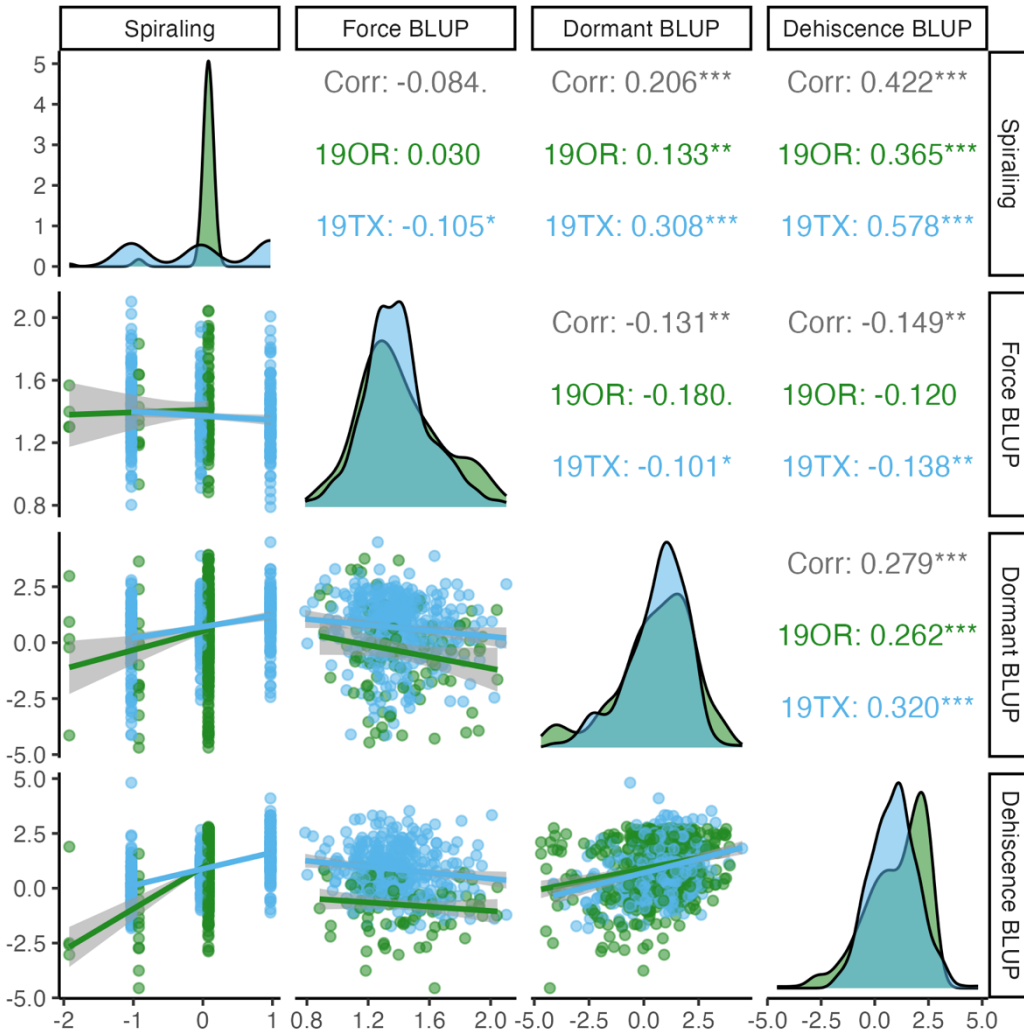 Spiraling Force BLUP Dormant BLUP Dehiscence BLUP
5 Corr: -0.084. Corr: 0.206*** Corr: 0.422***
4
3 19OR: 0.030 19OR: 0.133** 19OR: 0.365***
2
1 19TX: -0.105* 19TX: 0.308*** 19TX: 0.578***
0
Spiraling
2.0 Corr: -0.131** Corr: -0.149**
1.6 19OR: -0.180. 19OR: -0.120
1.2 19TX: -0.101* 19TX: -0.138**
0.8
Force BLUP
2.5 Corr: 0.279***
0.0 19OR: 0.262***
-2.5 19TX: 0.320***
-5.0
Dormant BLUP
5.0
2.5
0.0
-2.5
-5.0
Dehiscence BLUP
-2 -1 0 1 0.8 1.2 1.6 2.0 -5.0 -2.5 0.0 2.5 -5.0 -2.5 0.0 2.5 5.0